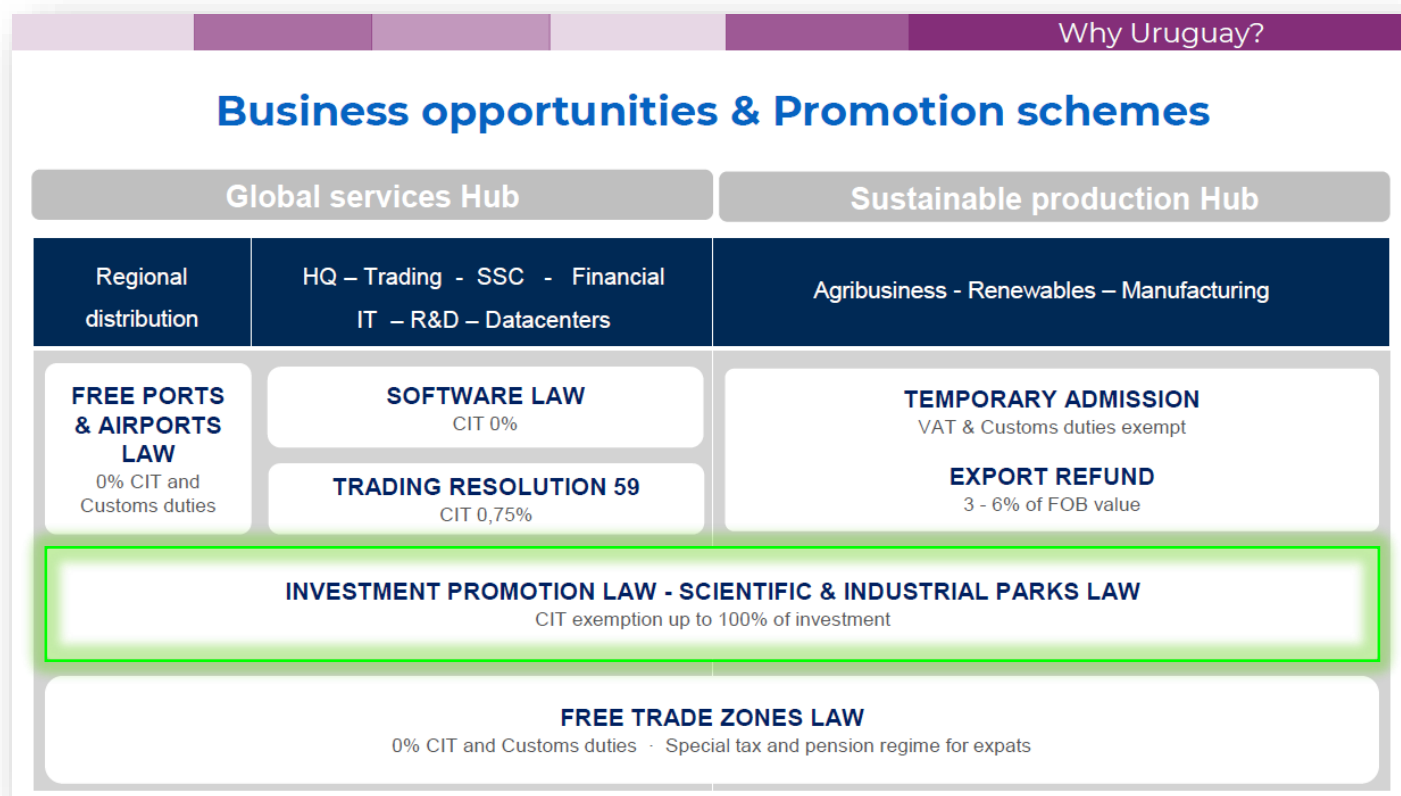 Why Uruguay?
Business opportunities & Promotion schemes
Global services Hub
Sustainable production Hub
Regional
distribution
HQ – Trading - SSC - Financial
IT – R&D – Datacenters
Agribusiness - Renewables – Manufacturing
FREE PORTS
& AIRPORTS
LAW
0% CIT and
Customs duties
SOFTWARE LAW
CIT 0%
TRADING RESOLUTION 59
CIT 0,75%
TEMPORARY ADMISSION
VAT & Customs duties exempt
EXPORT REFUND
3 - 6% of FOB value
INVESTMENT PROMOTION LAW - SCIENTIFIC & INDUSTRIAL PARKS LAW
CIT exemption up to 100% of investment
FREE TRADE ZONES LAW
0% CIT and Customs duties · Special tax and pension regime for expats